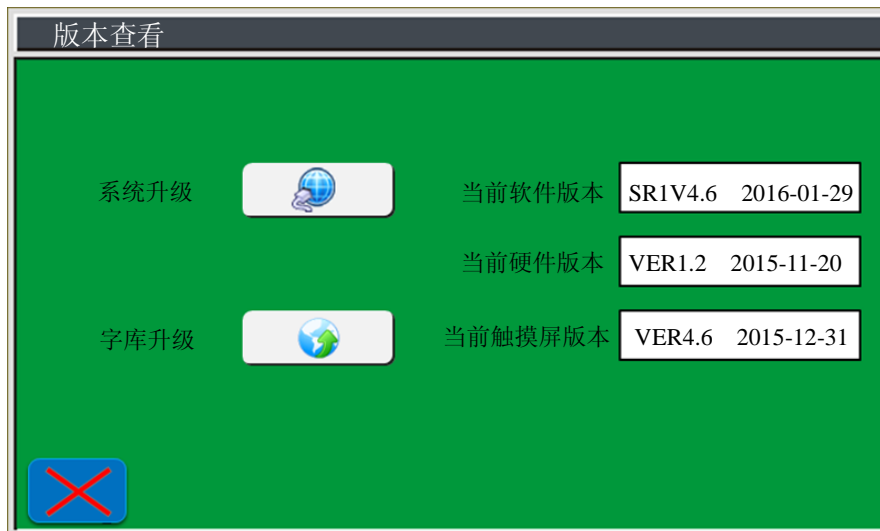 版本查看
系统升级
当前软件版本 SR1V4.6 2016-01-29
当前硬件版本 VER1.2 2015-11-20
字库升级
当前触摸屏版本 VER4.6 2015-12-31